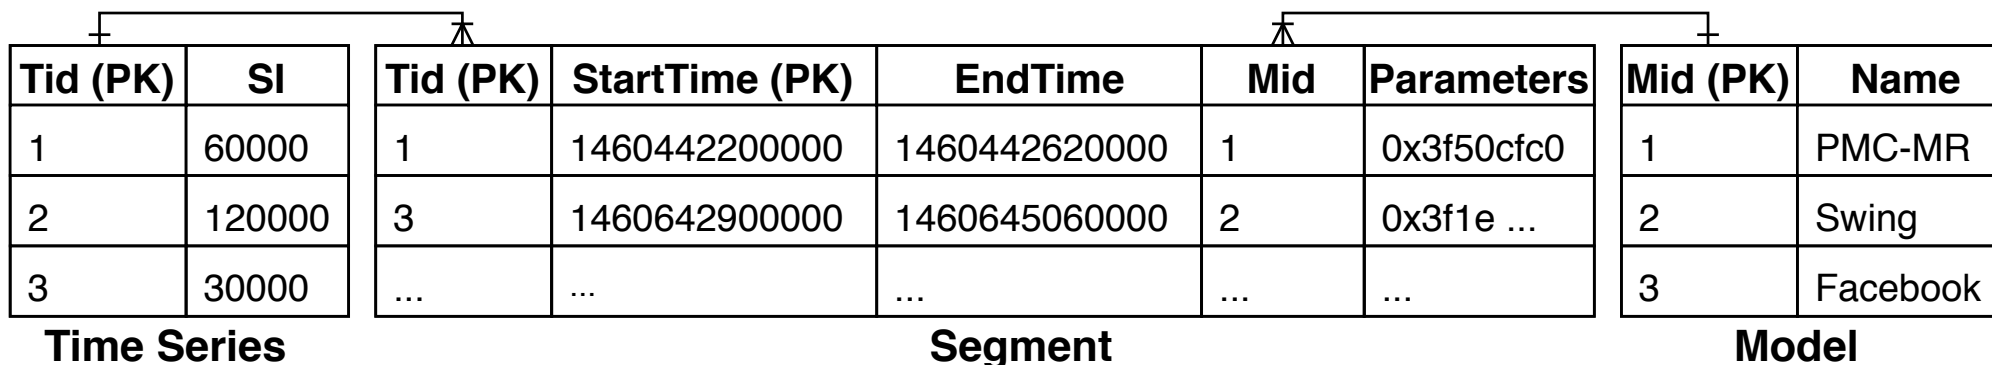 Tid (PK) SI Tid (PK) StartTime (PK) EndTime Mid Parameters Mid (PK) Name
1 60000 1 1460442200000 1460442620000 1 0x3f50cfc0 1 PMC-MR
2 120000 3 1460642900000 1460645060000 2 0x3f1e ... 2 Swing
3 30000 ... ... ... ... ... 3 Facebook
Time Series Segment Model